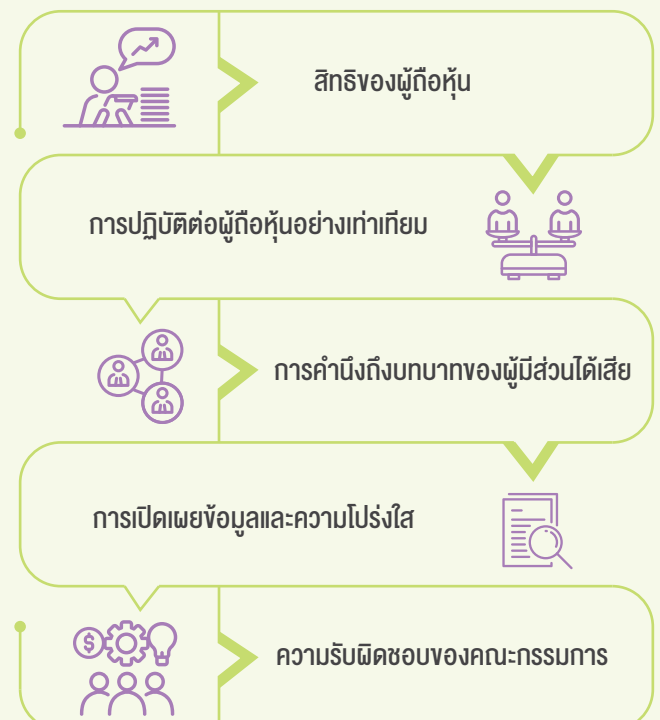 สิทธิของผู้ถือหุ้น
การปฏิบัติต่อผู้ถือหุ้นอย่างเท่าเทียม
การคำนึงถึงบทบาทของผู้มีส่วนได้เสีย
การเปิดเผยข้อมูลและความโปร่งใส
$
ความรับผิดชอบของคณะกรรมการ